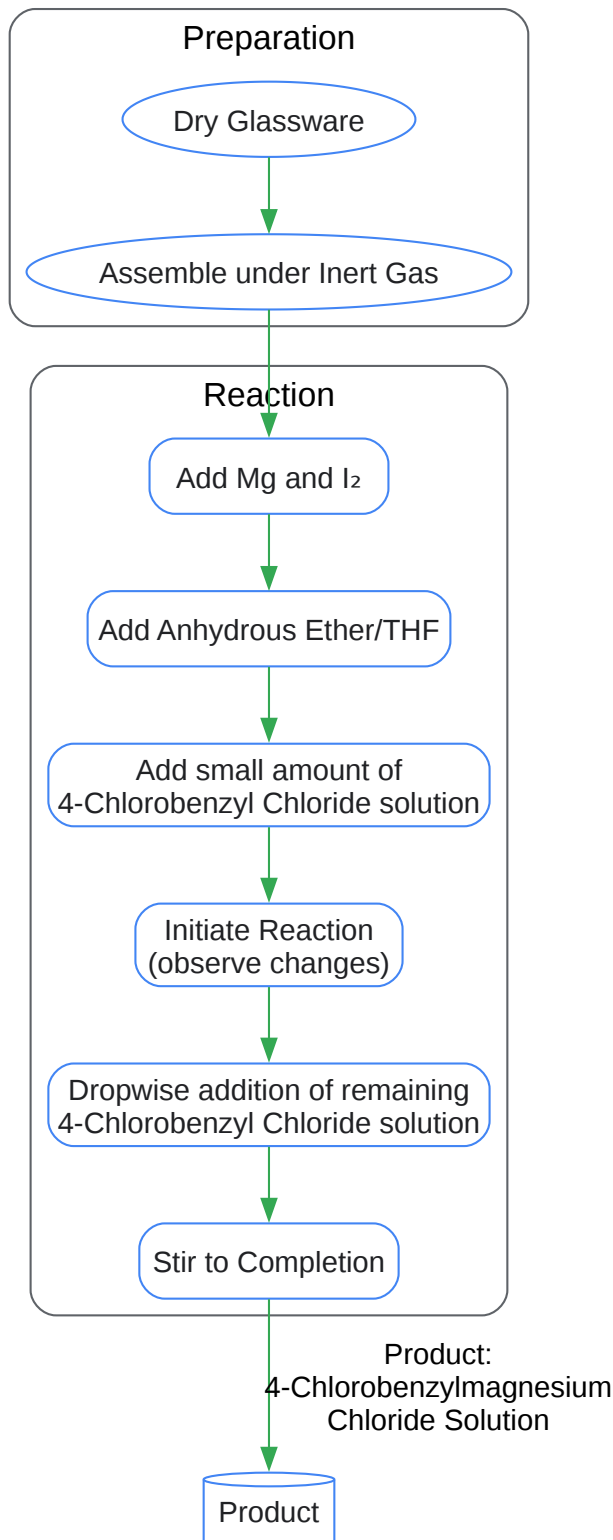 Preparation
Dry Glassware
Assemble under Inert Gas
Reaction
Add Mg and I₂
Add Anhydrous Ether/THF
Add small amount of
4-Chlorobenzyl Chloride solution
Initiate Reaction
(observe changes)
Dropwise addition of remaining
4-Chlorobenzyl Chloride solution
Stir to Completion
Product:
4-Chlorobenzylmagnesium
Chloride Solution
Product